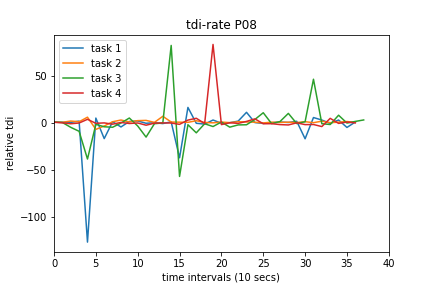 tdi-rate P08
task 1
task 2
task 3
task 4
50
0
−50
−100
relative tdi
0 5 10 15 20 25 30 35 40
time intervals (10 secs)